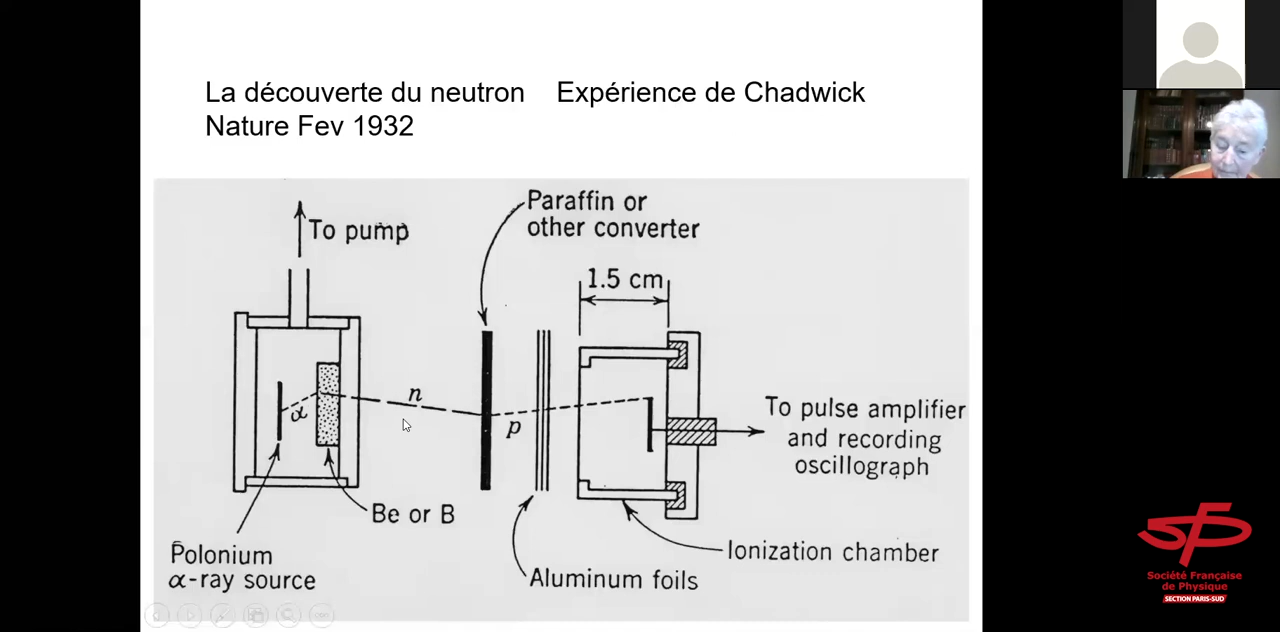 La découverte du neutron Expérience de Chadwick
Nature Fev 1932
To pump
Paraffin or
other converter
1.5 cm
n
α
p
To pulse amplifier
and recording
oscillograph
Be or B
Polonium
α-ray source
Aluminum foils
Ionization chamber
sfp
Société Française
de Physique
SECTION PARIS-SUD